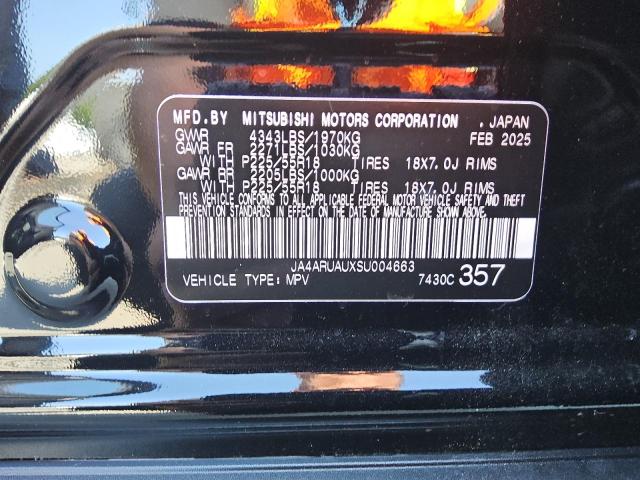 MFD.BY MITSUBISHI MOTORS CORPORATION , JAPAN
GVWR 4343LBS/1970KG FEB 2025
GAWR FR 2271LBS/1030KG
WITH P225/55R18 TIRES 18X7.0J RIMS
GAWR RR 2205LBS/1000KG
WITH P225/55R18 TIRES 18X7.0J RIMS
THIS VEHICLE CONFORMS TO ALL APPLICABLE FEDERAL MOTOR VEHICLE SAFETY AND THEFT
PREVENTION STANDARDS IN EFFECT ON THE DATE OF MANUFACTURE SHOWN ABOVE.
JA4ARUAUXSU004663
VEHICLE TYPE: MPV 7430C 357